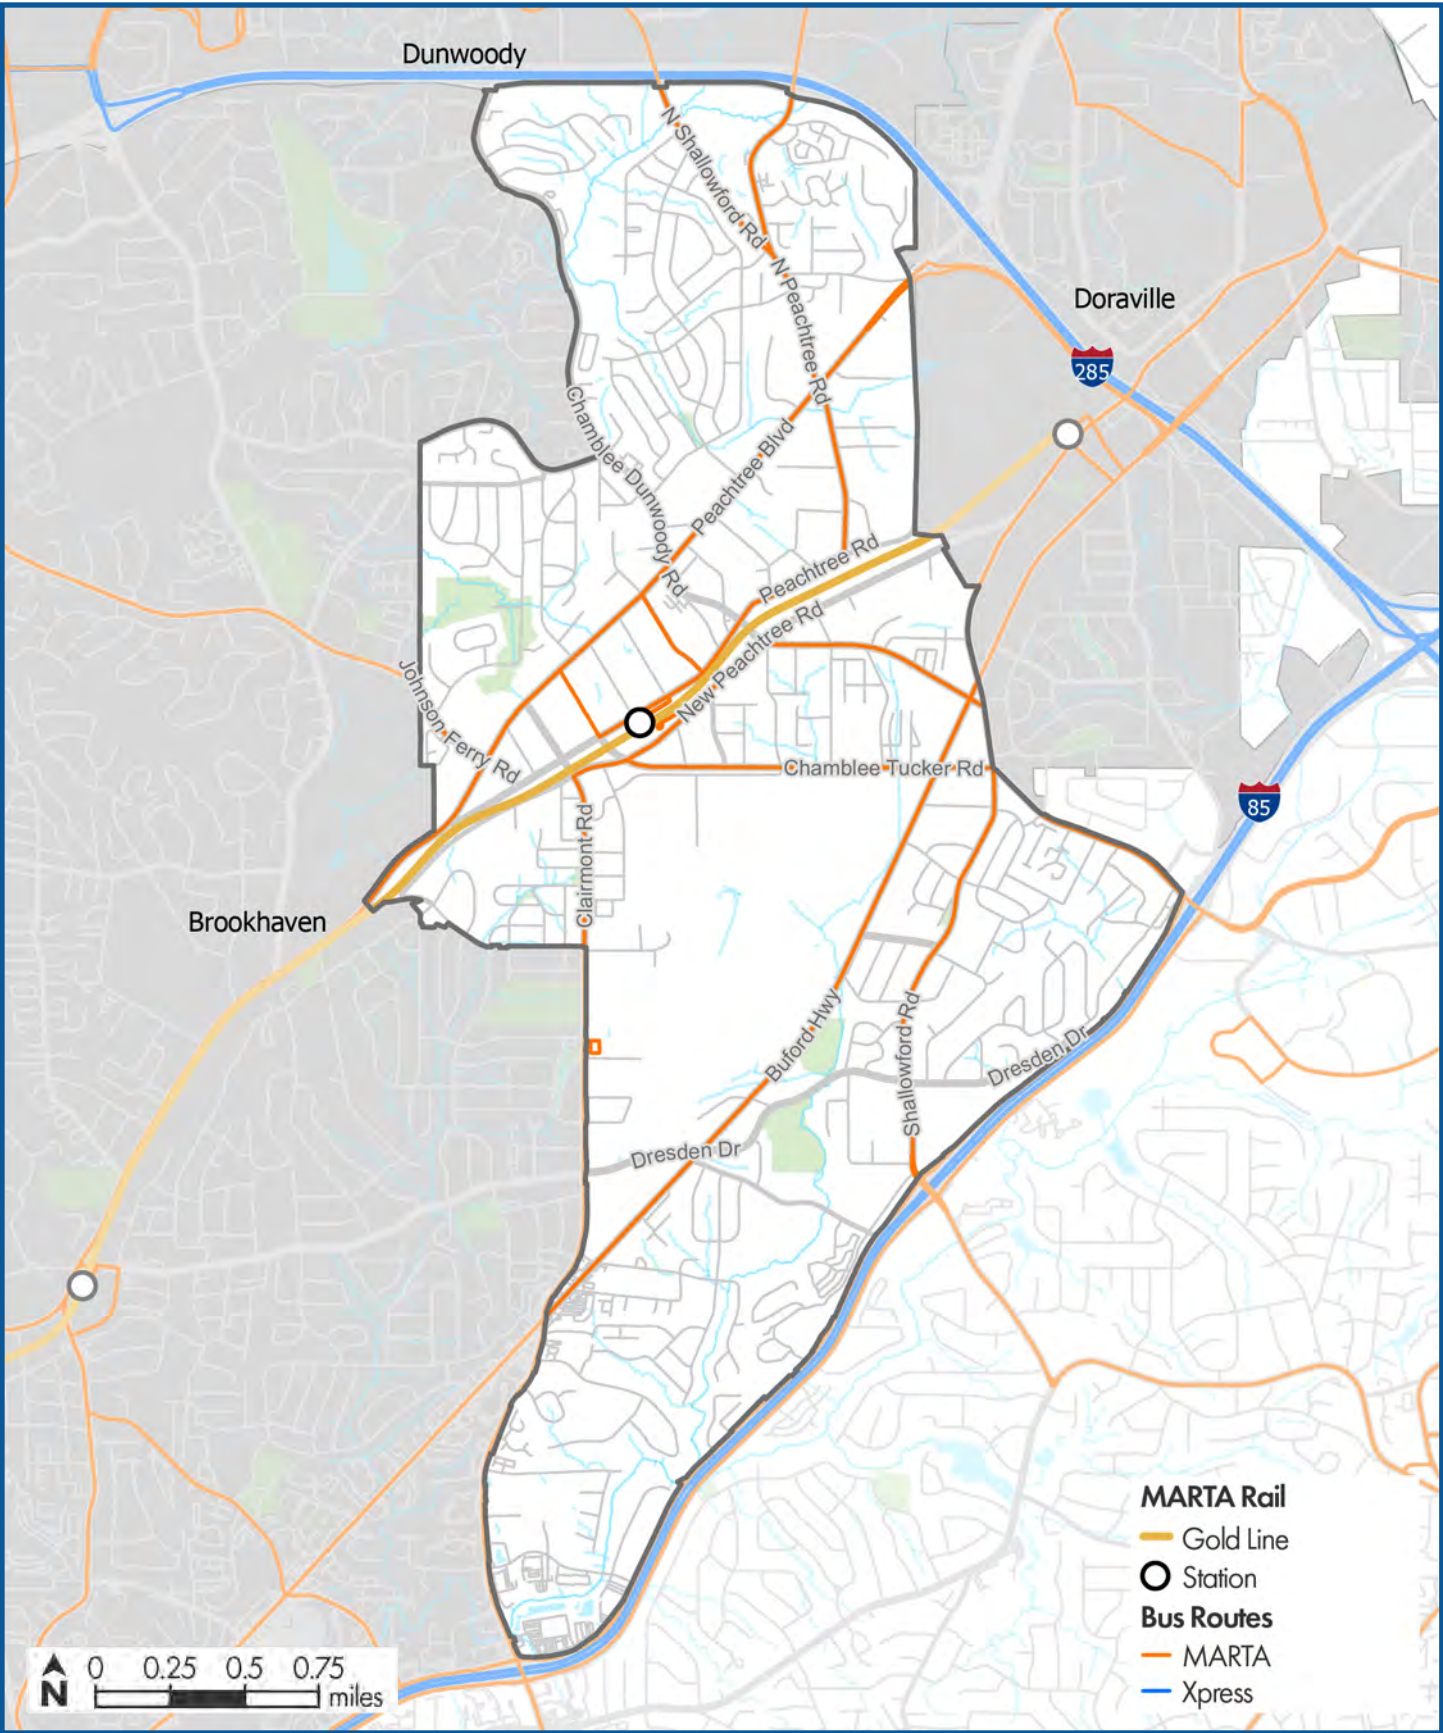 Dunwoody
N Shallowford Rd
N Peachtree Rd
Doraville
285
Chamblee Dunwoody Rd
Peachtree Blvd
Peachtree Rd
New Peachtree Rd
Johnson Ferry Rd
Chamblee Tucker Rd
85
Clairmont Rd
Brookhaven
Buford Hwy
Shallowford Rd
Dresden Dr
Dresden Dr
MARTA Rail
Gold Line
Station
Bus Routes
MARTA
Xpress
N
0 0.25 0.5 0.75
miles